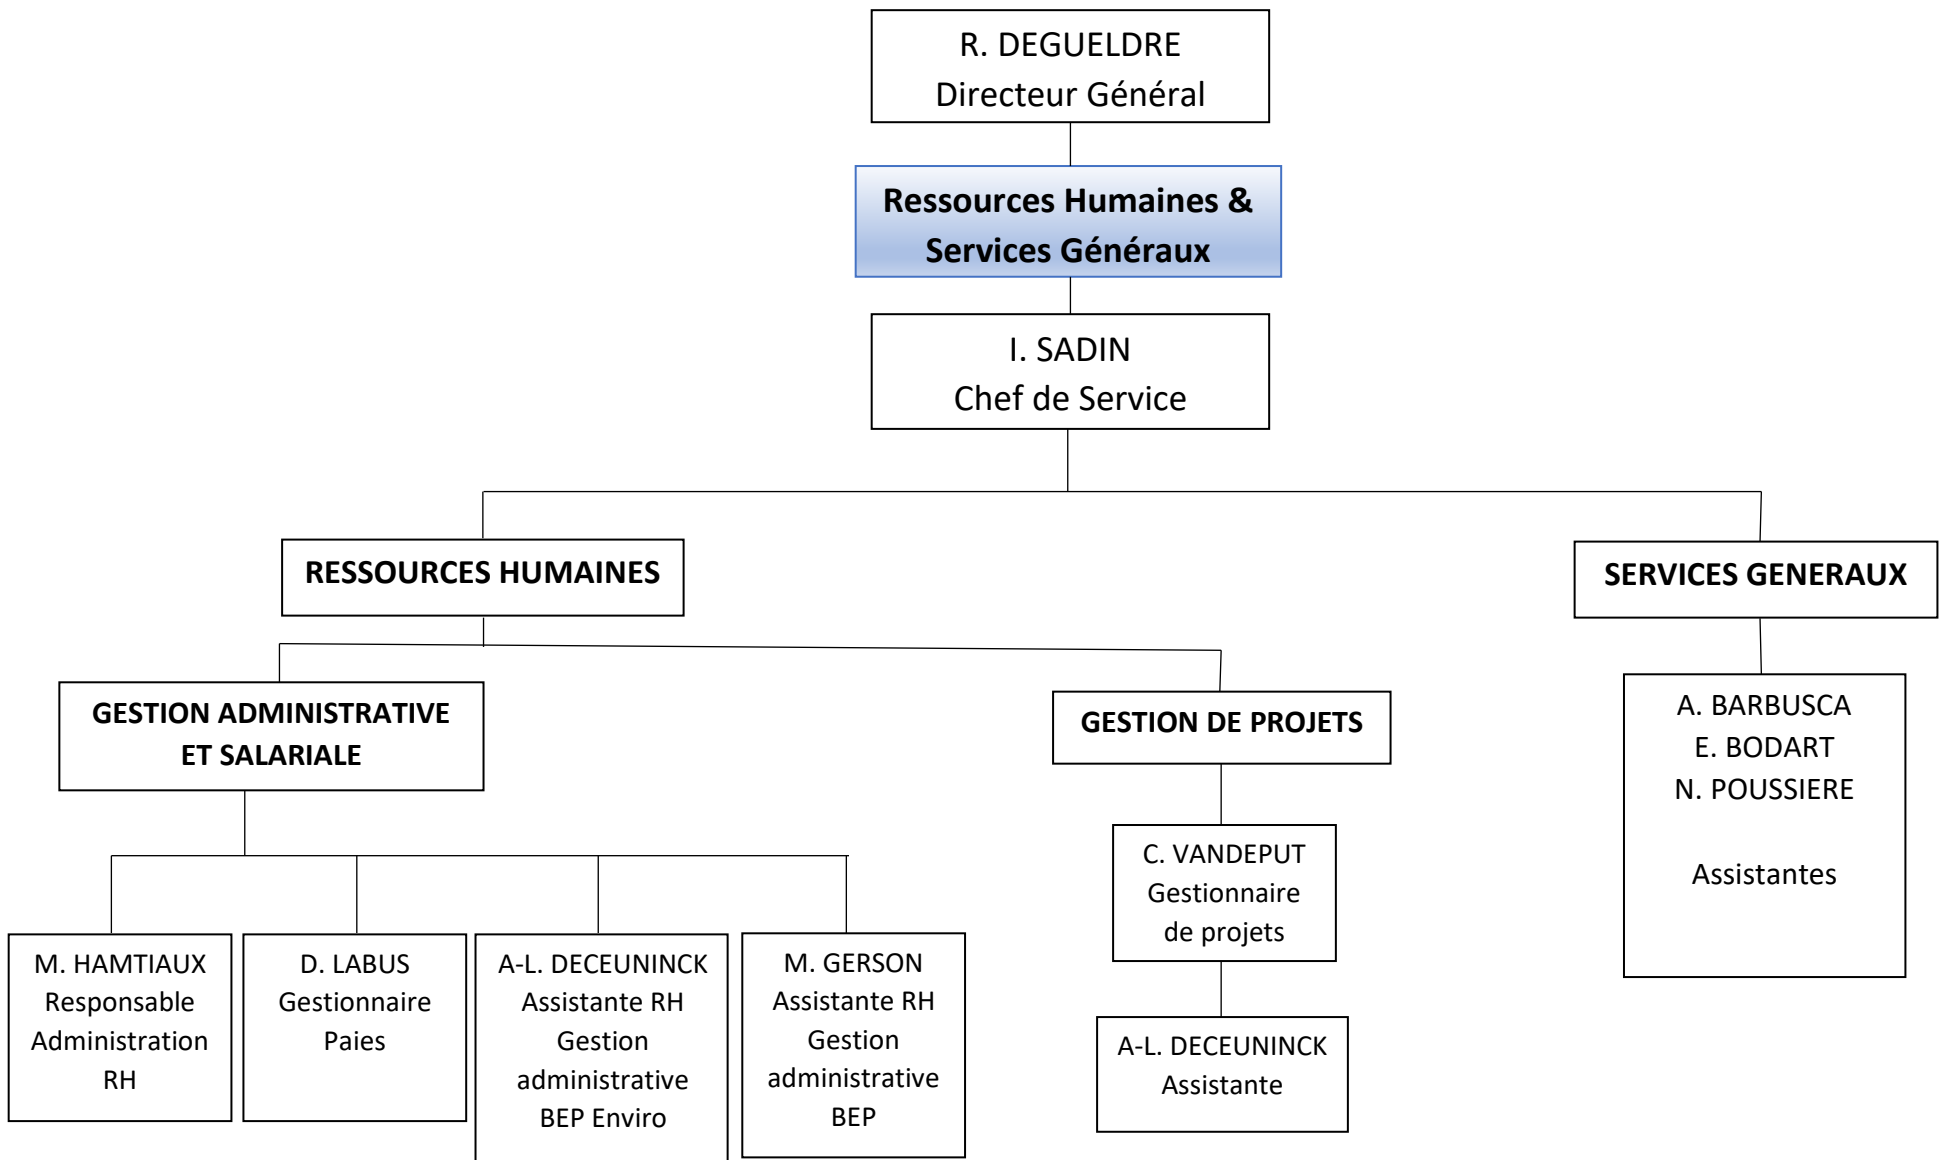 R. DEGUELDRE
Directeur Général
Ressources Humaines &
Services Généraux
I. SADIN
Chef de Service
RESSOURCES HUMAINES
SERVICES GENERAUX
GESTION ADMINISTRATIVE
ET SALARIALE
GESTION DE PROJETS
A. BARBUSCA
E. BODART
N. POUSSIERE
Assistantes
C. VANDEPUT
Gestionnaire
de projets
M. HAMTIAUX
Responsable
Administration
RH
D. LABUS
Gestionnaire
Paies
A-L. DECEUNINCK
Assistante RH
Gestion
administrative
BEP Enviro
M. GERSON
Assistante RH
Gestion
administrative
BEP
A-L. DECEUNINCK
Assistante